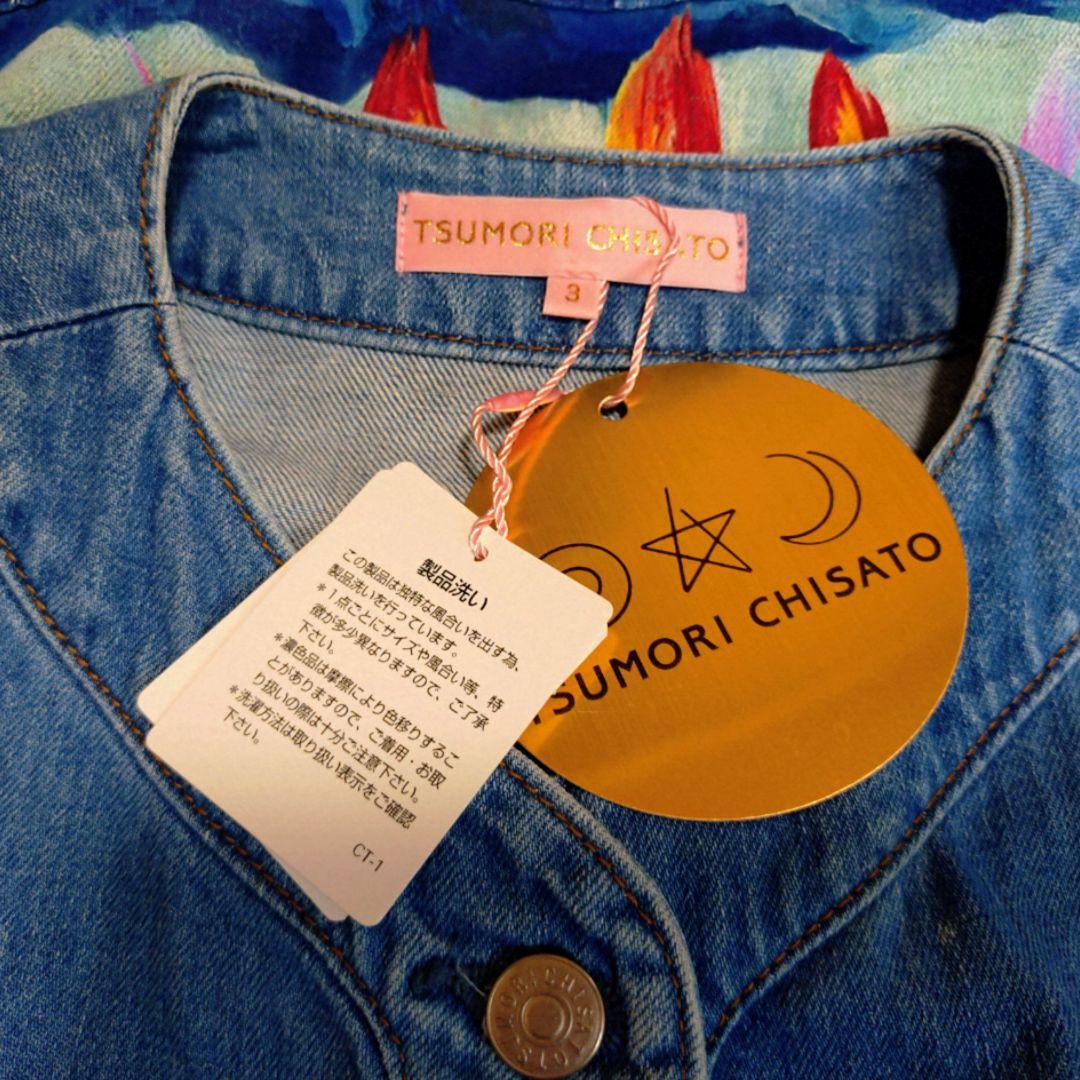 TSUMORI CHISATO
3
TSUMORI CHISATO
製品洗い
この製品は独特な風合いを出す為、
製品洗いを行っています。
*1点ごとにサイズや風合い等、特
徴が多少異なりますので、ご了承
下さい。
*濃色品は摩擦により色移りするこ
とがありますので、ご着用・お取
り扱いの際は十分ご注意下さい。
*洗濯方法は取り扱い表示をご確認
下さい。
CT-1
TSUMORI CHISATO